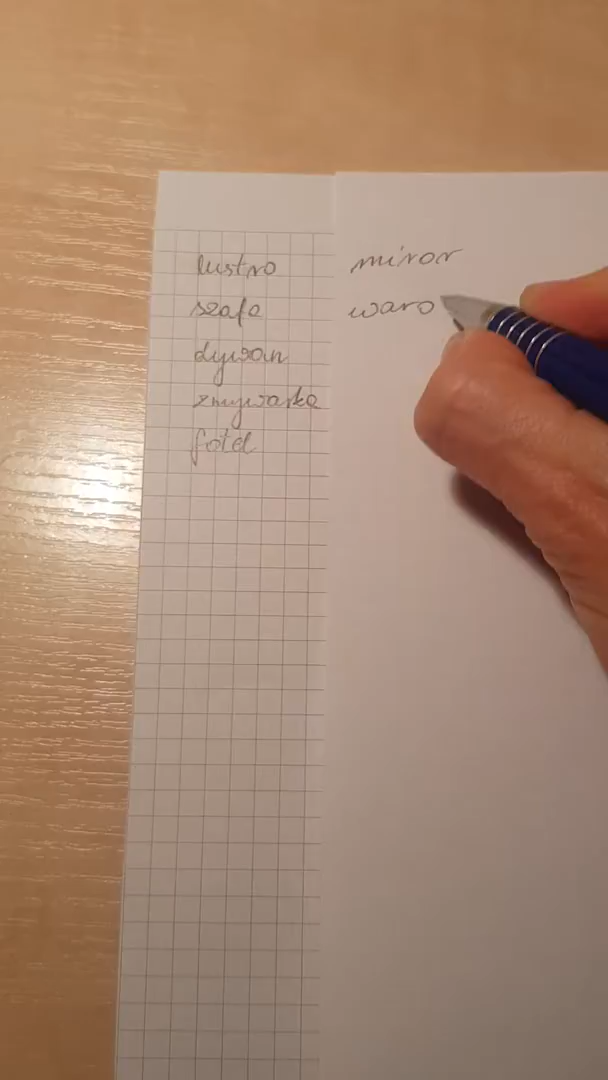 lustro miror
szafa waro
dywan
zmywarka
fotel